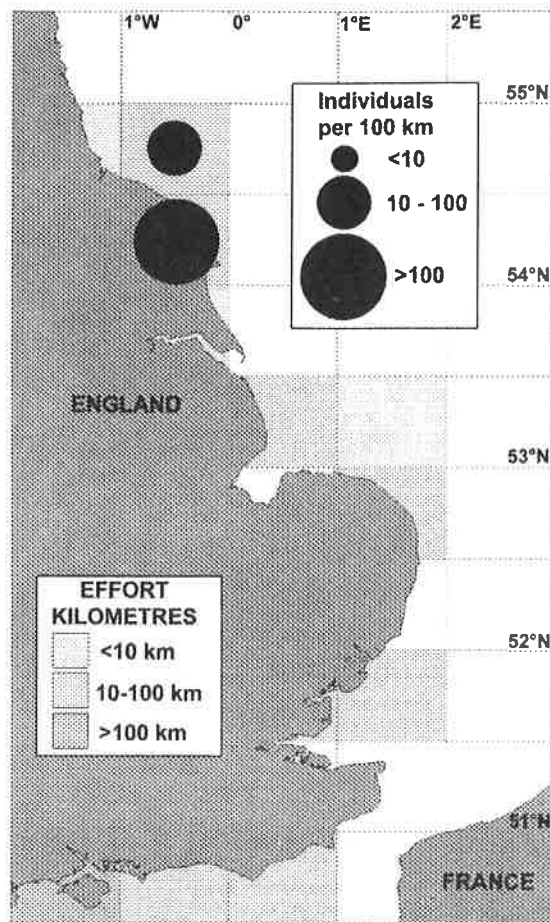 1°W 0° 1°E 2°E
55°N
Individuals
per 100 km
<10
10 - 100
>100
54°N
ENGLAND
53°N
EFFORT
KILOMETRES
<10 km
10-100 km
>100 km
52°N
51°N
FRANCE